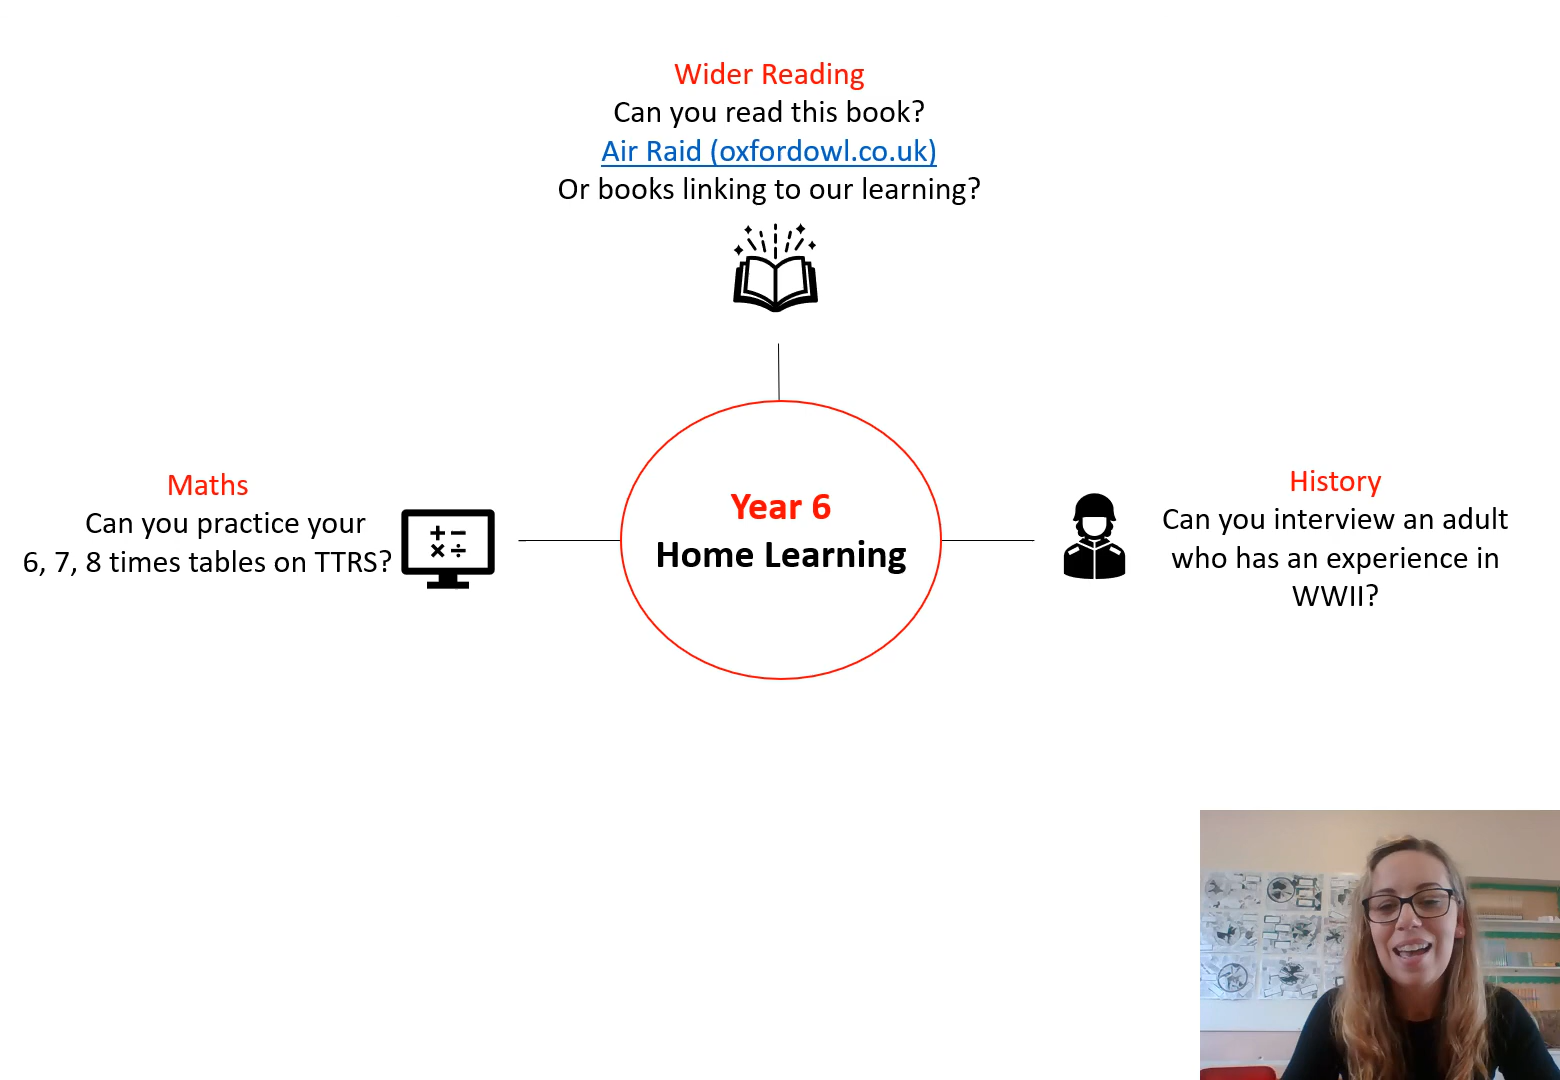 Wider Reading
Can you read this book?
Air Raid (oxfordowl.co.uk)
Or books linking to our learning?
Maths
Can you practice your
6, 7, 8 times tables on TTRS?
Year 6
Home Learning
History
Can you interview an adult
who has an experience in
WWII?